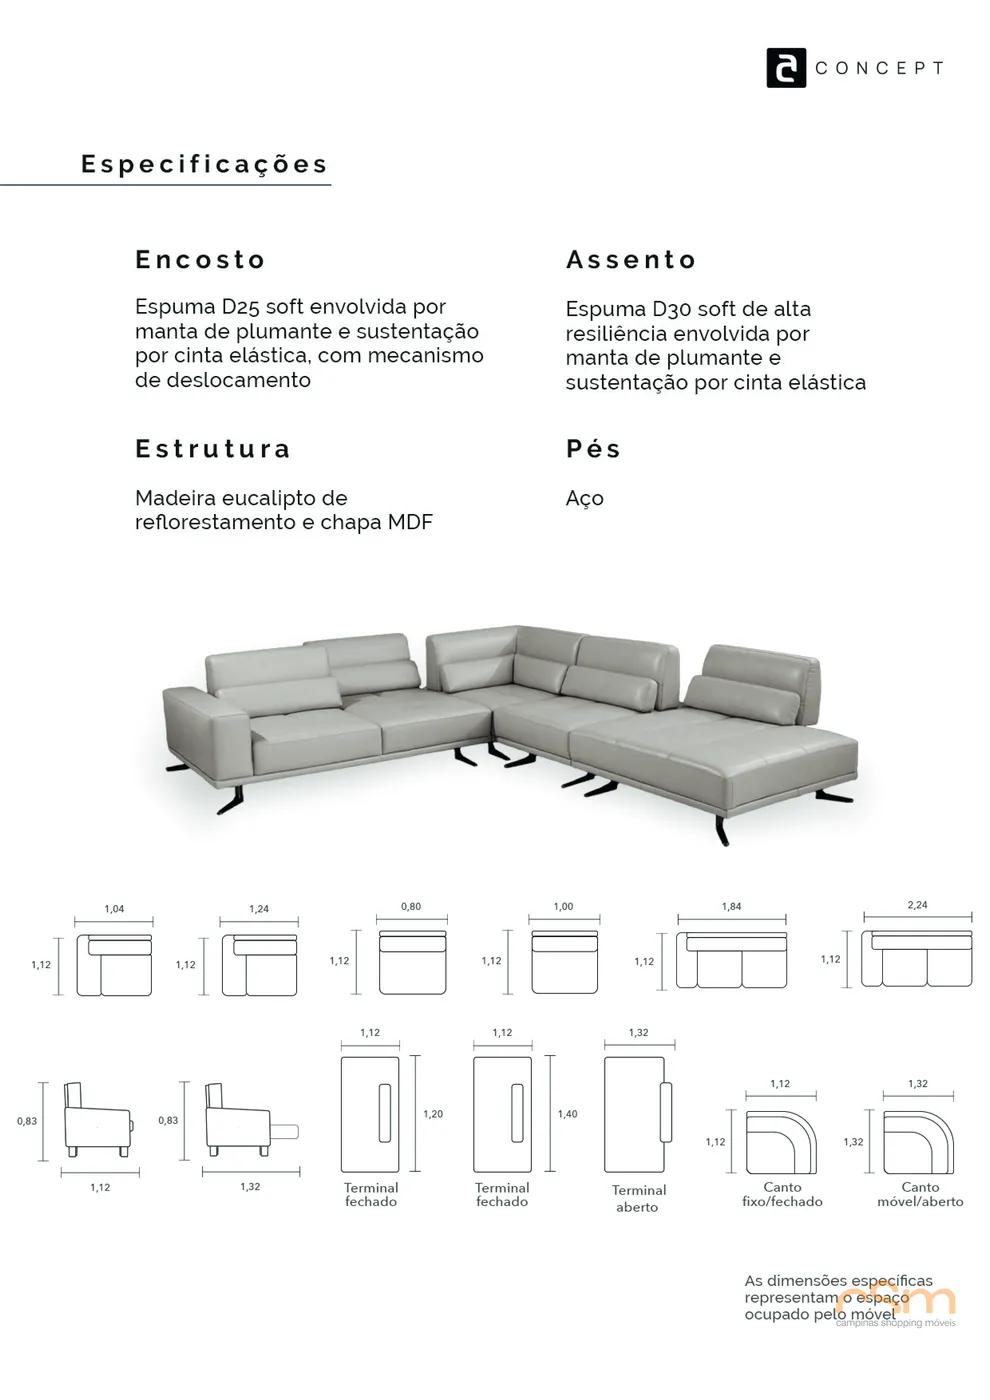 CONCEPT
Especificações
Encosto
Espuma D25 soft envolvida por
manta de plumante e sustentação
por cinta elástica, com mecanismo
de deslocamento
Assento
Espuma D30 soft de alta
resiliência envolvida por
manta de plumante e
sustentação por cinta elástica
Estrutura
Madeira eucalipto de
reflorestamento e chapa MDF
Pés
Aço
1,04
1,12
1,24
1,12
0,80
1,12
1,00
1,12
1,84
1,12
2,24
1,12
0,83
1,12
0,83
1,32
1,12
1,20
Terminal
fechado
1,12
1,40
Terminal
fechado
1,32
Terminal
aberto
1,12
1,12
Canto
fixo/fechado
1,32
1,32
Canto
móvel/aberto
As dimensões específicas
representam o espaço
ocupado pelo móvel
csm
campinas shopping móveis